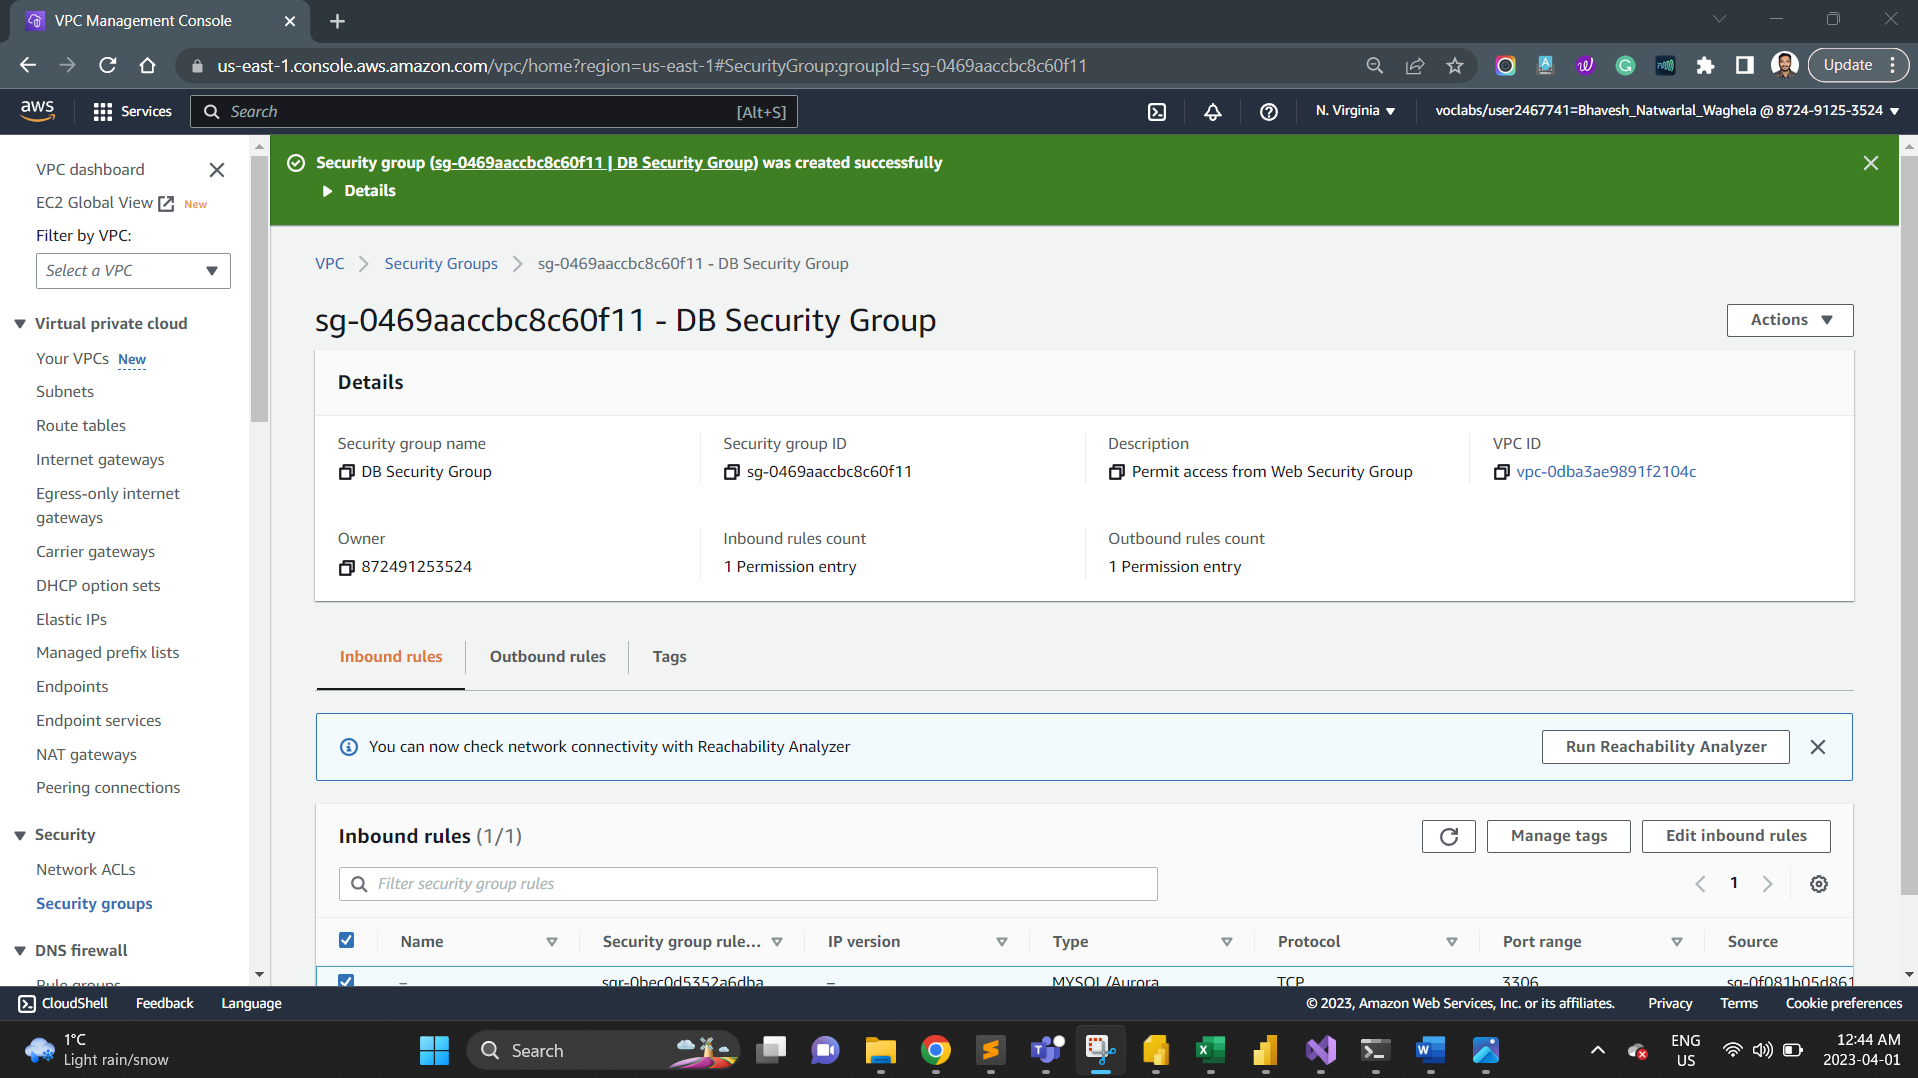 VPC Management Console
us-east-1.console.aws.amazon.com/vpc/home?region=us-east-1#SecurityGroup:groupId=sg-0469aaccbc8c60f11
Update
aws
Services
Search
[Alt+S]
N. Virginia
voclabs/user2467741=Bhavesh_Natwarlal_Waghela @ 8724-9125-3524
VPC dashboard
EC2 Global View New
Filter by VPC:
Select a VPC
Virtual private cloud
Your VPCs New
Subnets
Route tables
Internet gateways
Egress-only internet
gateways
Carrier gateways
DHCP option sets
Elastic IPs
Managed prefix lists
Endpoints
Endpoint services
NAT gateways
Peering connections
Security
Network ACLs
Security groups
DNS firewall
Rule groups
Security group (sg-0469aaccbc8c60f11 | DB Security Group) was created successfully
Details
VPC
Security Groups
sg-0469aaccbc8c60f11 - DB Security Group
sg-0469aaccbc8c60f11 - DB Security Group
Actions
Details
Security group name
DB Security Group
Security group ID
sg-0469aaccbc8c60f11
Description
Permit access from Web Security Group
VPC ID
vpc-0dba3ae9891f2104c
Owner
872491253524
Inbound rules count
1 Permission entry
Outbound rules count
1 Permission entry
Inbound rules
Outbound rules
Tags
You can now check network connectivity with Reachability Analyzer
Run Reachability Analyzer
Inbound rules (1/1)
Manage tags
Edit inbound rules
Filter security group rules
1
Name
Security group rule...
IP version
Type
Protocol
Port range
Source
– sgr-0bec0d5352a6dba – MYSQL/Aurora TCP 3306 sg-0f081b05d861
CloudShell
Feedback
Language
© 2023, Amazon Web Services, Inc. or its affiliates.
Privacy
Terms
Cookie preferences
1°C
Light rain/snow
Search
ENG
US
12:44 AM
2023-04-01